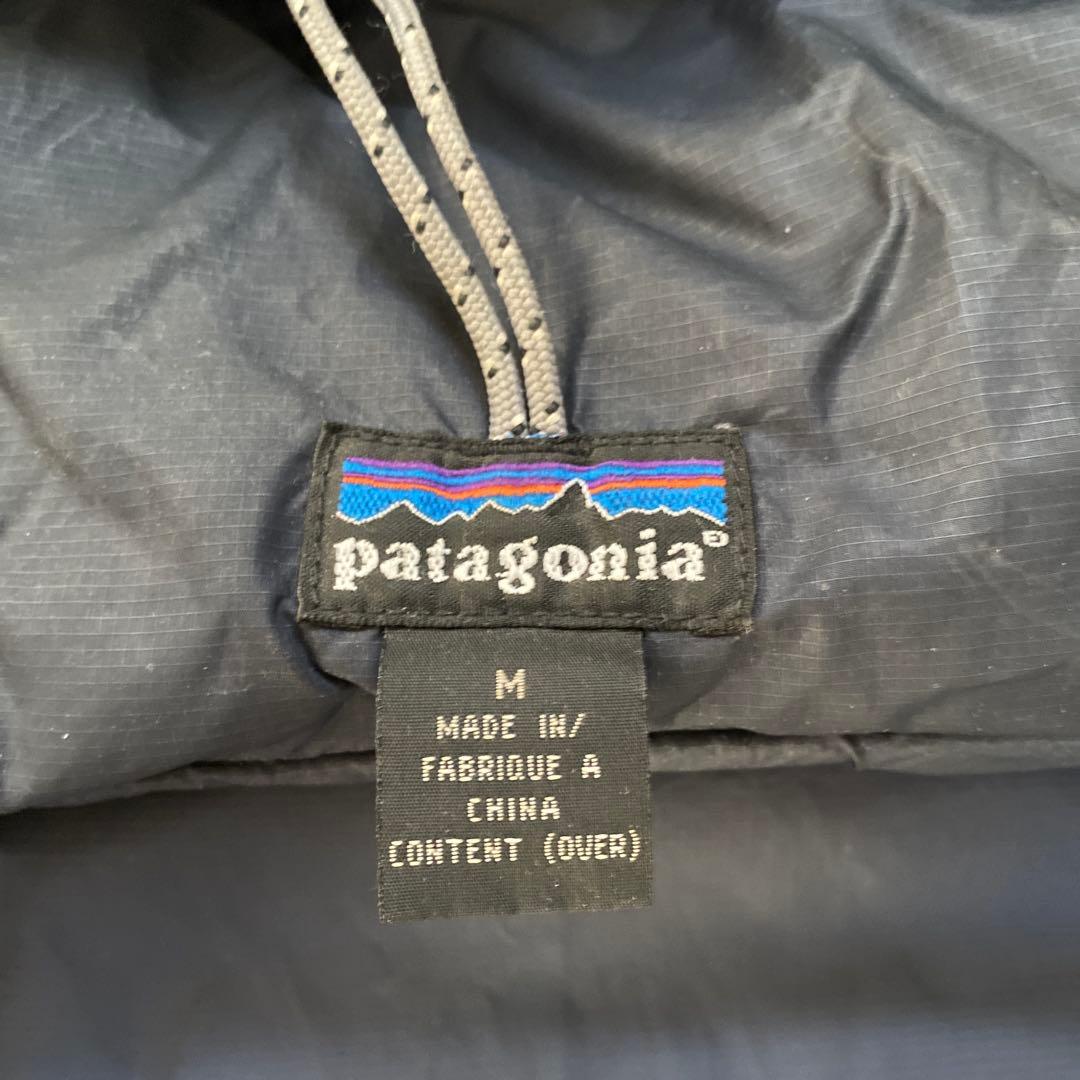 patagonia®
M
MADE IN/
FABRIQUE A
CHINA
CONTENT (OVER)